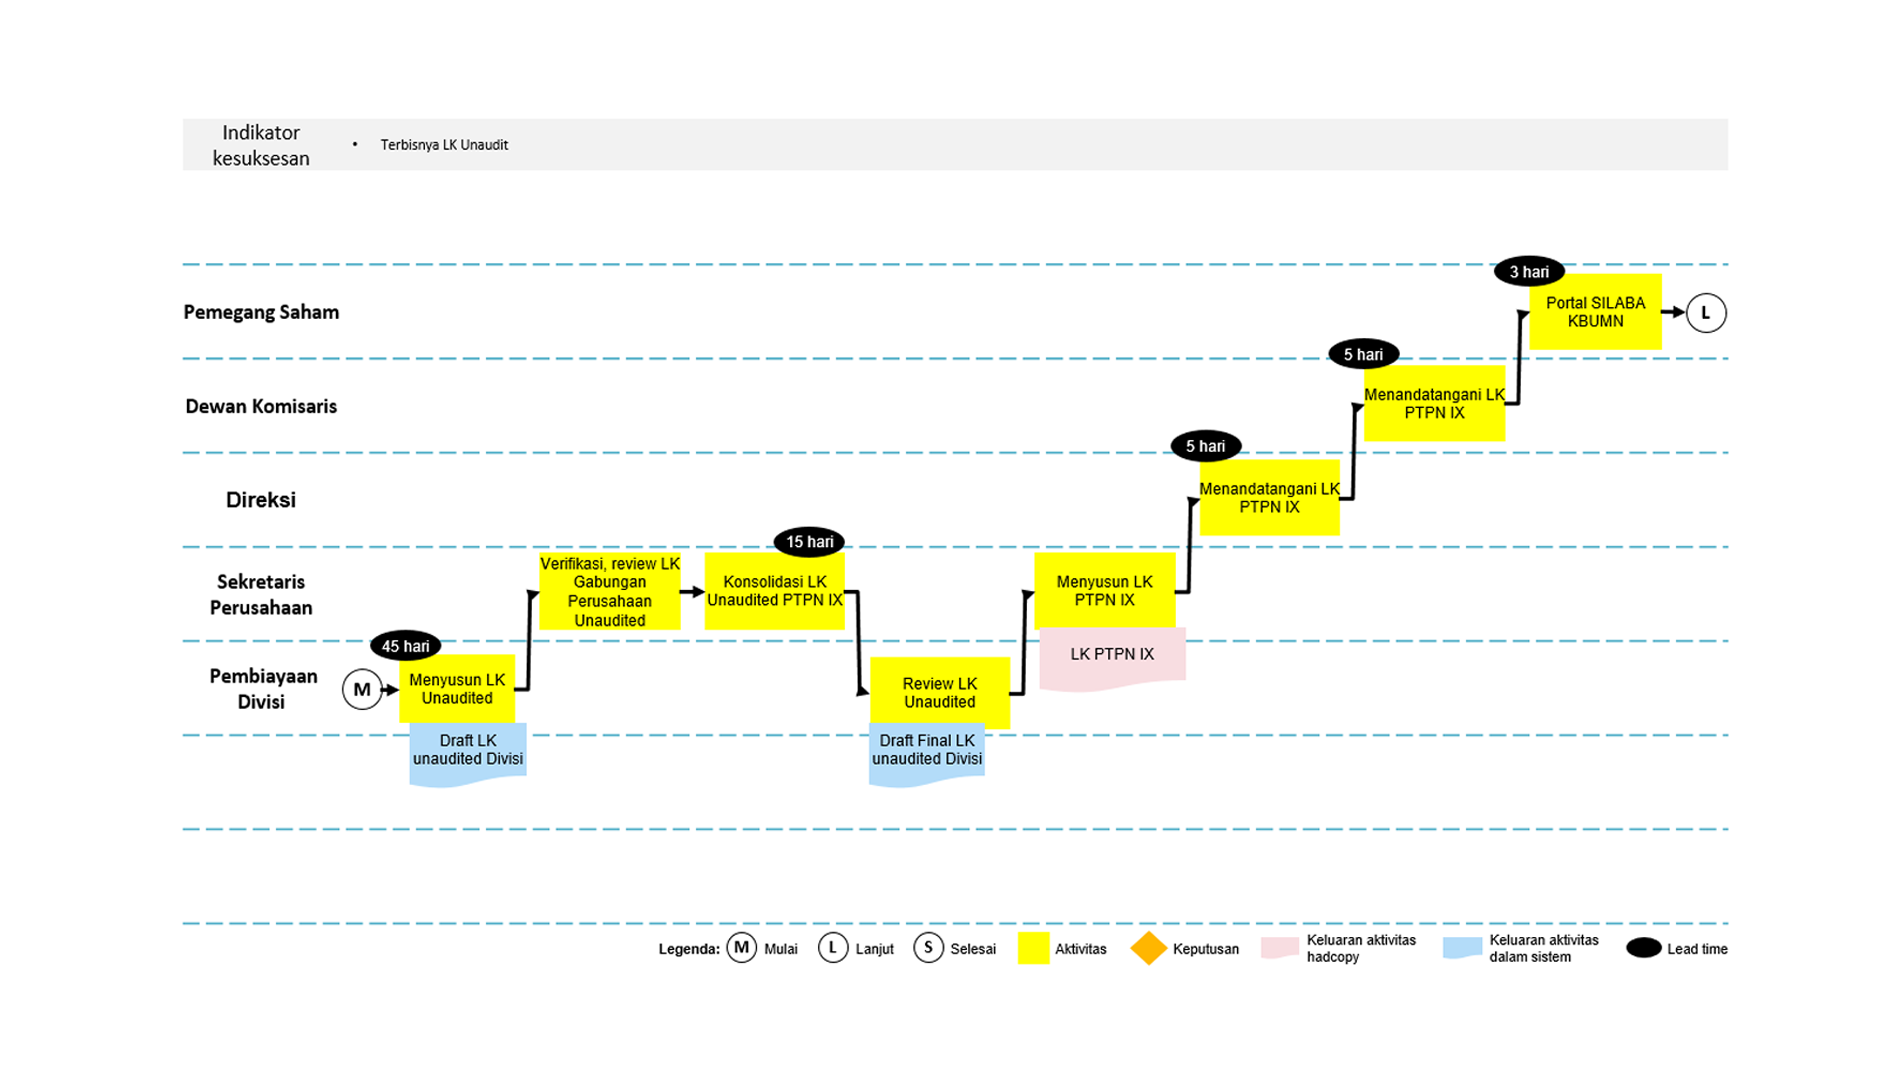 Indikator
kesuksesan
• Terbisnya LK Unaudit
3 hari
Pemegang Saham
Portal SILABA
KBUMN
L
5 hari
Dewan Komisaris
Menandatangani LK
PTPN IX
5 hari
Direksi
Menandatangani LK
PTPN IX
15 hari
Sekretaris
Perusahaan
Verifikasi, review LK
Gabungan
Perusahaan
Unaudited
Konsolidasi LK
Unaudited PTPN IX
Menyusun LK
PTPN IX
LK PTPN IX
45 hari
Pembiayaan
Divisi
M
Menyusun LK
Unaudited
Review LK
Unaudited
Draft LK
unaudited Divisi
Draft Final LK
unaudited Divisi
Legenda: M Mulai L Lanjut S Selesai Aktivitas Keputusan
Keluaran aktivitas
hadcopy
Keluaran aktivitas
dalam sistem
Lead time